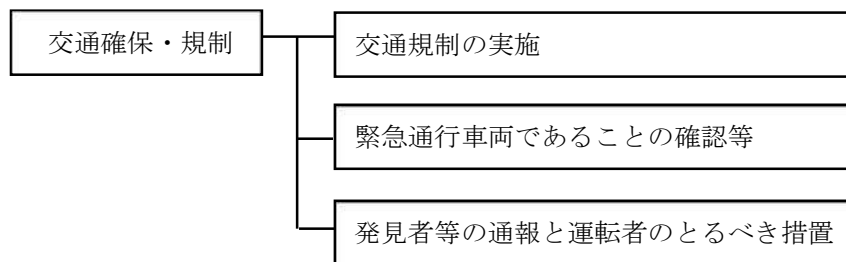 交通確保・規制
交通規制の実施
緊急通行車両であることの確認等
発見者等の通報と運転者のとるべき措置